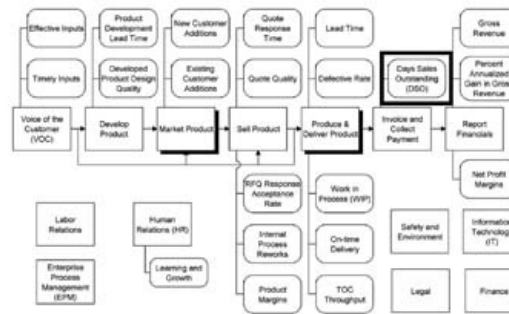 Effective Inputs
Product
Development
Lead Time
New Customer
Additions
Quote
Response
Time
Lead Time
Gross
Revenue
Timely Inputs
Developed
Product Design
Quality
Existing
Customer
Additions
Quote Quality
Defective Rate
Days Sales
Outstanding
(DSO)
Percent
Annualized
Gain in Gross
Revenue
Voice of the
Customer
(VOC)
Develop
Product
Market Product
Sell Product
Produce &
Deliver Product
Invoice and
Collect
Payment
Report
Financials
RFQ Response
Acceptance
Rate
Work in
Process (WIP)
Net Profit
Margins
Labor
Relations
Human
Relations (HR)
Internal
Process
Reworks
On-time
Delivery
Safety and
Environment
Information
Technology
(IT)
Enterprise
Process
Management
(EPM)
Learning and
Growth
Product
Margins
TOC
Throughput
Legal
Finance